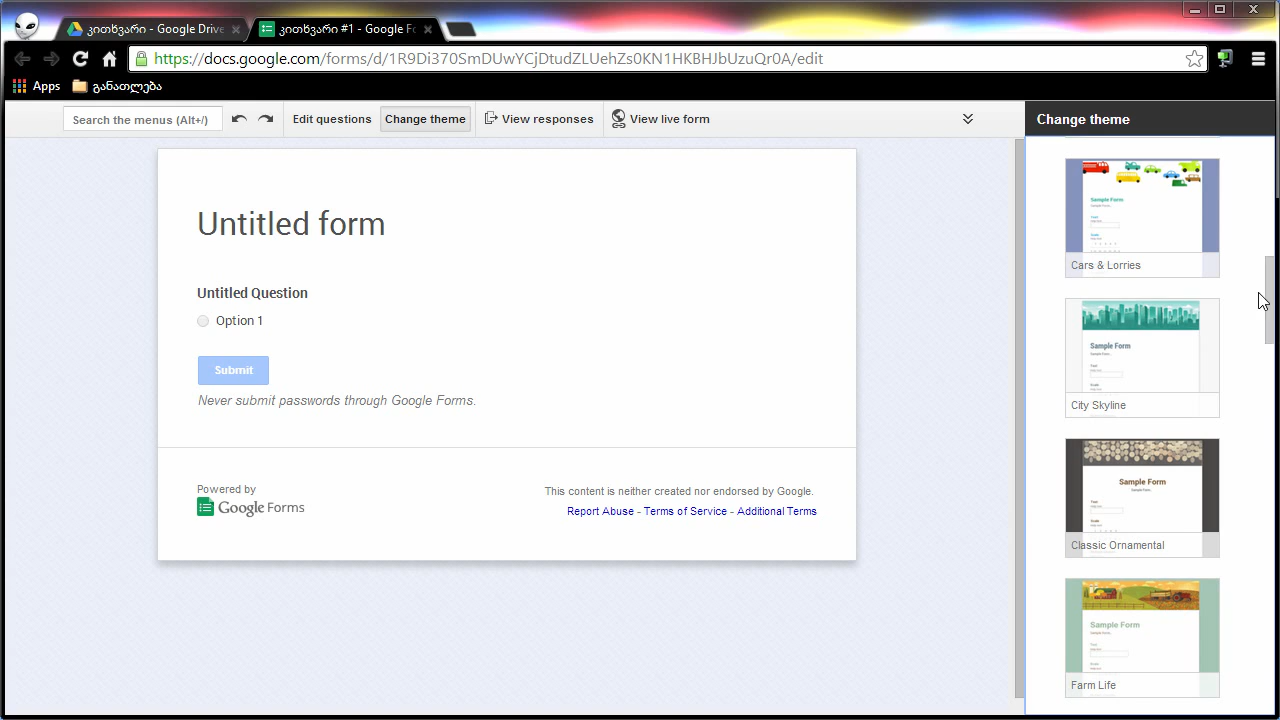 კითხვარი - Google Drive
კითხვარი #1 - Google Fo
https://docs.google.com/forms/d/1R9Di370SmDUwYCjDtudZLUehZs0KN1HKBHJbUzuQr0A/edit
Apps
განათლება
Search the menus (Alt+/)
Edit questions
Change theme
View responses
View live form
Change theme
Untitled form
Untitled Question
Option 1
Submit
Never submit passwords through Google Forms.
Powered by
Google Forms
This content is neither created nor endorsed by Google.
Report Abuse - Terms of Service - Additional Terms
Sample Form
Cars & Lorries
Sample Form
City Skyline
Sample Form
Classic Ornamental
Sample Form
Farm Life